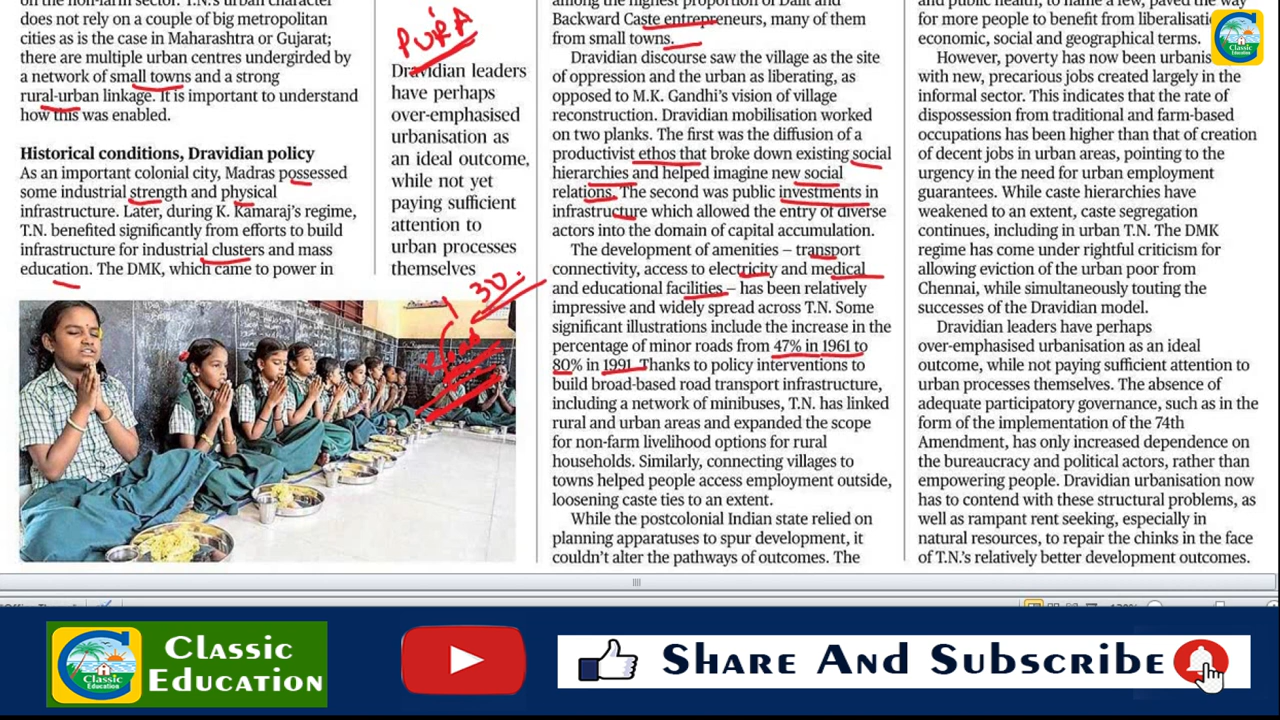 on the non-farm sector. T.N.'s urban character
does not rely on a couple of big metropolitan
cities as is the case in Maharashtra or Gujarat;
there are multiple urban centres undergirded by
a network of small towns and a strong
rural-urban linkage. It is important to understand
how this was enabled.
Historical conditions, Dravidian policy
As an important colonial city, Madras possessed
some industrial strength and physical
infrastructure. Later, during K. Kamaraj's regime,
T.N. benefited significantly from efforts to build
infrastructure for industrial clusters and mass
education. The DMK, which came to power in
PURA
Dravidian leaders
have perhaps
over-emphasised
urbanisation as
an ideal outcome,
while not yet
paying sufficient
attention to
urban processes
themselves
30
among the highest proportion of Dalit and
Backward Caste entrepreneurs, many of them
from small towns.
Dravidian discourse saw the village as the site
of oppression and the urban as liberating, as
opposed to M.K. Gandhi's vision of village
reconstruction. Dravidian mobilisation worked
on two planks. The first was the diffusion of a
productivist ethos that broke down existing social
hierarchies and helped imagine new social
relations. The second was public investments in
infrastructure which allowed the entry of diverse
actors into the domain of capital accumulation.
The development of amenities – transport
connectivity, access to electricity and medical
and educational facilities – has been relatively
impressive and widely spread across T.N. Some
significant illustrations include the increase in the
percentage of minor roads from 47% in 1961 to
80% in 1991. Thanks to policy interventions to
build broad-based road transport infrastructure,
including a network of minibuses, T.N. has linked
rural and urban areas and expanded the scope
for non-farm livelihood options for rural
households. Similarly, connecting villages to
towns helped people access employment outside,
loosening caste ties to an extent.
While the postcolonial Indian state relied on
planning apparatuses to spur development, it
couldn't alter the pathways of outcomes. The
and public health, to name a few, paved the way
for more people to benefit from liberalisation
economic, social and geographical terms.
However, poverty has now been urbanis
with new, precarious jobs created largely in the
informal sector. This indicates that the rate of
dispossession from traditional and farm-based
occupations has been higher than that of creation
of decent jobs in urban areas, pointing to the
urgency in the need for urban employment
guarantees. While caste hierarchies have
weakened to an extent, caste segregation
continues, including in urban T.N. The DMK
regime has come under rightful criticism for
allowing eviction of the urban poor from
Chennai, while simultaneously touting the
successes of the Dravidian model.
Dravidian leaders have perhaps
over-emphasised urbanisation as an ideal
outcome, while not paying sufficient attention to
urban processes themselves. The absence of
adequate participatory governance, such as in the
form of the implementation of the 74th
Amendment, has only increased dependence on
the bureaucracy and political actors, rather than
empowering people. Dravidian urbanisation now
has to contend with these structural problems, as
well as rampant rent seeking, especially in
natural resources, to repair the chinks in the face
of T.N.'s relatively better development outcomes.
Classic
Education
Classic
Education
Classic
Education
Share And Subscribe